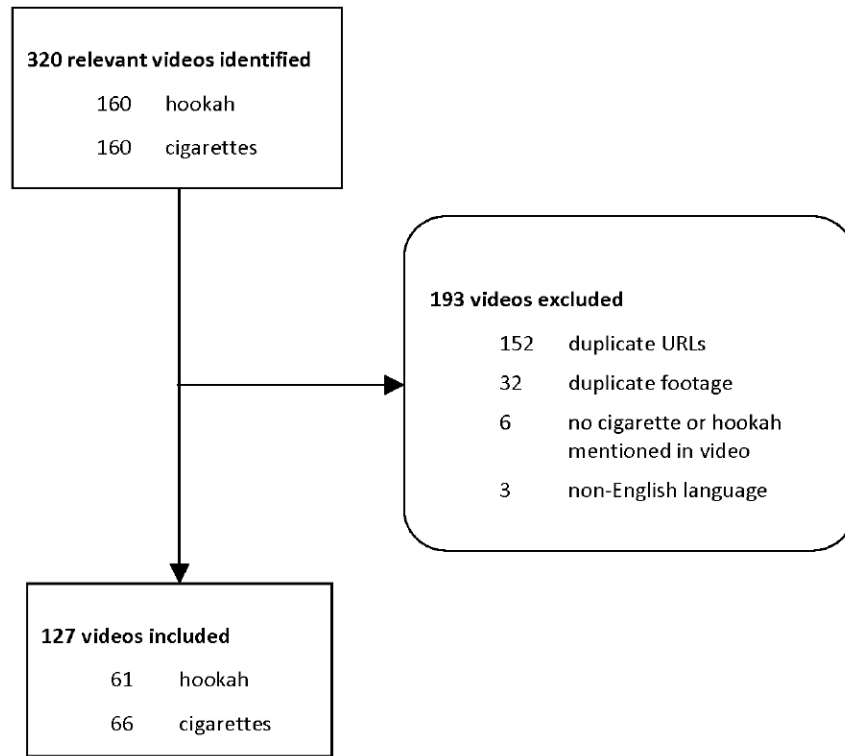 320 relevant videos identified
160 hookah
160 cigarettes
193 videos excluded
152 duplicate URLs
32 duplicate footage
6 no cigarette or hookah
mentioned in video
3 non-English language
127 videos included
61 hookah
66 cigarettes